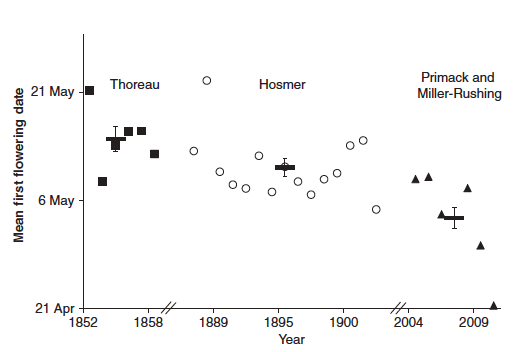 Thoreau
Hosmer
Primack and
Miller-Rushing
Mean first flowering date
21 May
6 May
21 Apr
1852
1858
1889
1895
1900
2004
2009
Year